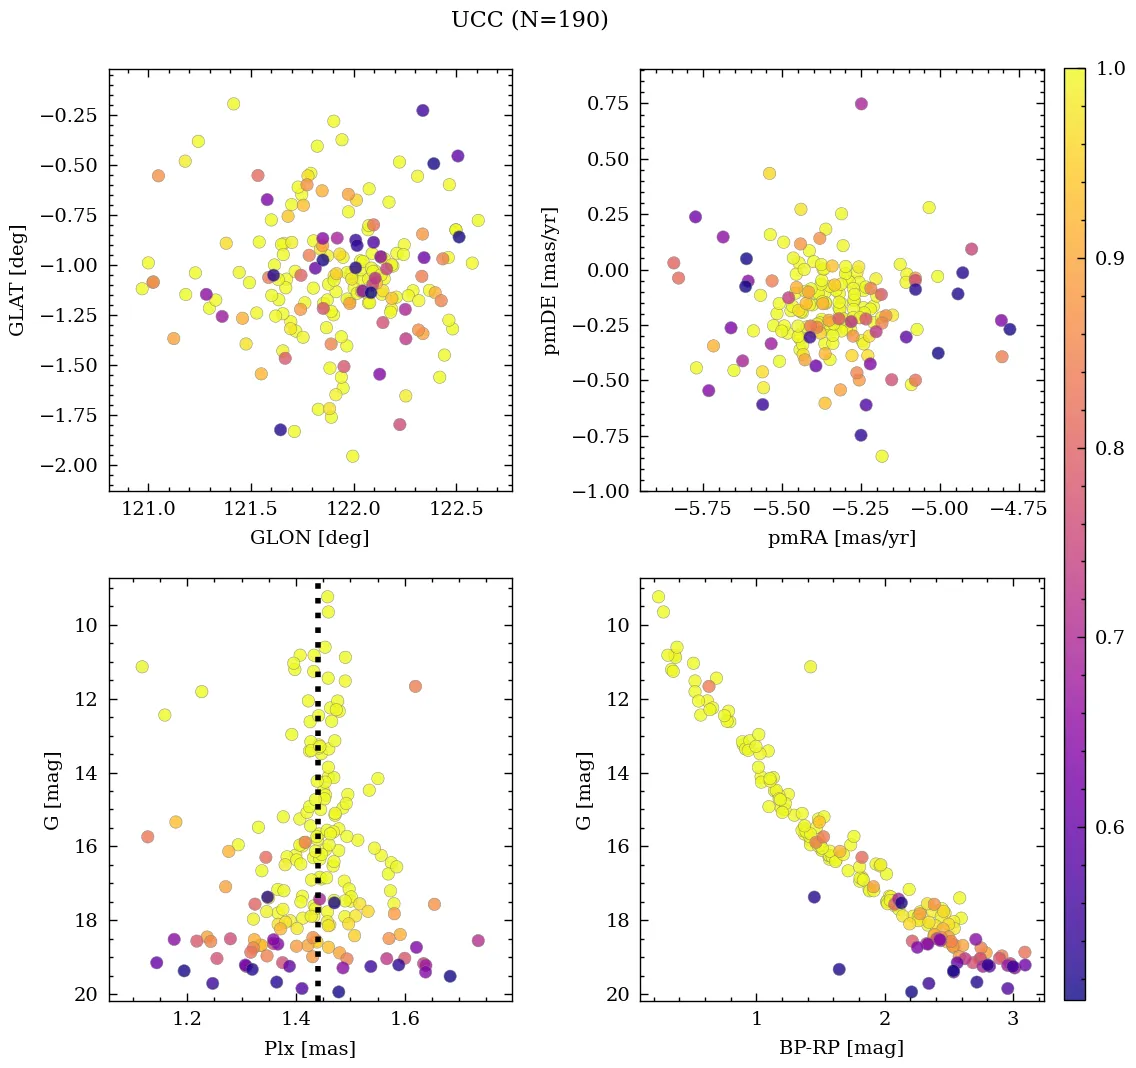 UCC (N=190)
−0.25
−0.50
−0.75
−1.00
−1.25
−1.50
−1.75
−2.00
GLAT [deg]
121.0 121.5 122.0 122.5
GLON [deg]
0.75
0.50
0.25
0.00
−0.25
−0.50
−0.75
−1.00
pmDE [mas/yr]
−5.75 −5.50 −5.25 −5.00 −4.75
pmRA [mas/yr]
1.0
0.9
0.8
0.7
0.6
10
12
14
16
18
20
G [mag]
1.2 1.4 1.6
Plx [mas]
10
12
14
16
18
20
G [mag]
1 2 3
BP-RP [mag]